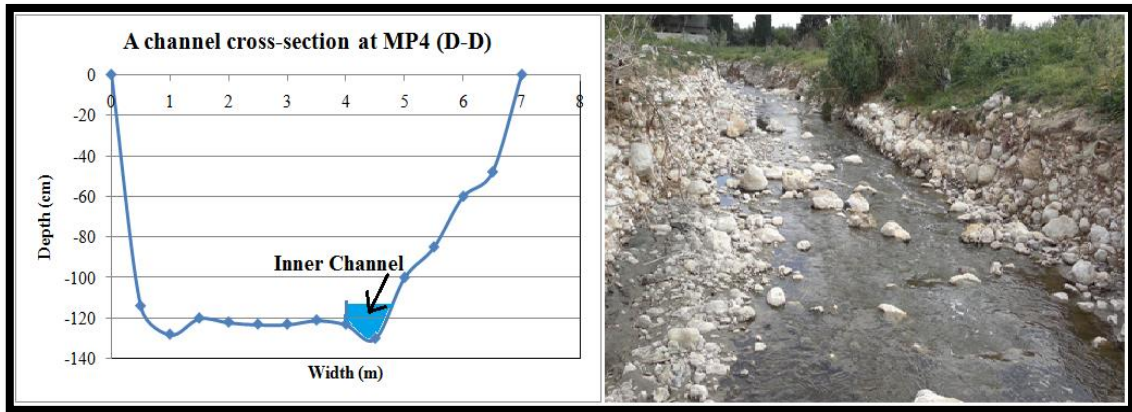 A channel cross-section at MP4 (D-D)
0
0 1 2 3 4 5 6 7 8
-20
-40
-60
-80
-100
-120
-140
Depth (cm)
Inner Channel
Width (m)